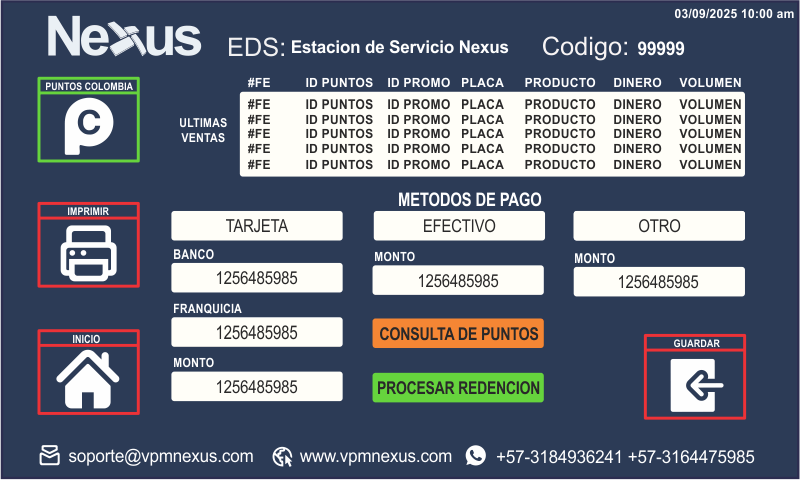 03/09/2025 10:00 am
Nexus EDS: Estacion de Servicio Nexus Codigo: 99999
PUNTOS COLOMBIA
#FE ID PUNTOS ID PROMO PLACA PRODUCTO DINERO VOLUMEN
ULTIMAS VENTAS
#FE ID PUNTOS ID PROMO PLACA PRODUCTO DINERO VOLUMEN
#FE ID PUNTOS ID PROMO PLACA PRODUCTO DINERO VOLUMEN
#FE ID PUNTOS ID PROMO PLACA PRODUCTO DINERO VOLUMEN
#FE ID PUNTOS ID PROMO PLACA PRODUCTO DINERO VOLUMEN
#FE ID PUNTOS ID PROMO PLACA PRODUCTO DINERO VOLUMEN
METODOS DE PAGO
IMPRIMIR
TARJETA EFECTIVO OTRO
BANCO MONTO MONTO
1256485985 1256485985 1256485985
FRANQUICIA
1256485985 CONSULTA DE PUNTOS
INICIO GUARDAR
MONTO
1256485985 PROCESAR REDENCION
soporte@vpmnexus.com www.vpmnexus.com +57-3184936241 +57-3164475985